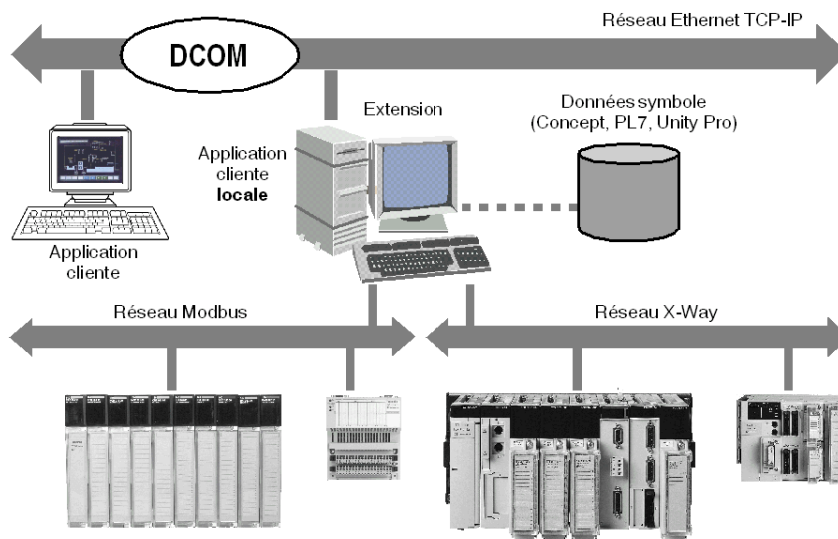 Réseau Ethernet TCP-IP
DCOM
Extension
Données symbole
(Concept, PL7, Unity Pro)
Application
cliente
locale
Application
cliente
Réseau Modbus
Réseau X-Way